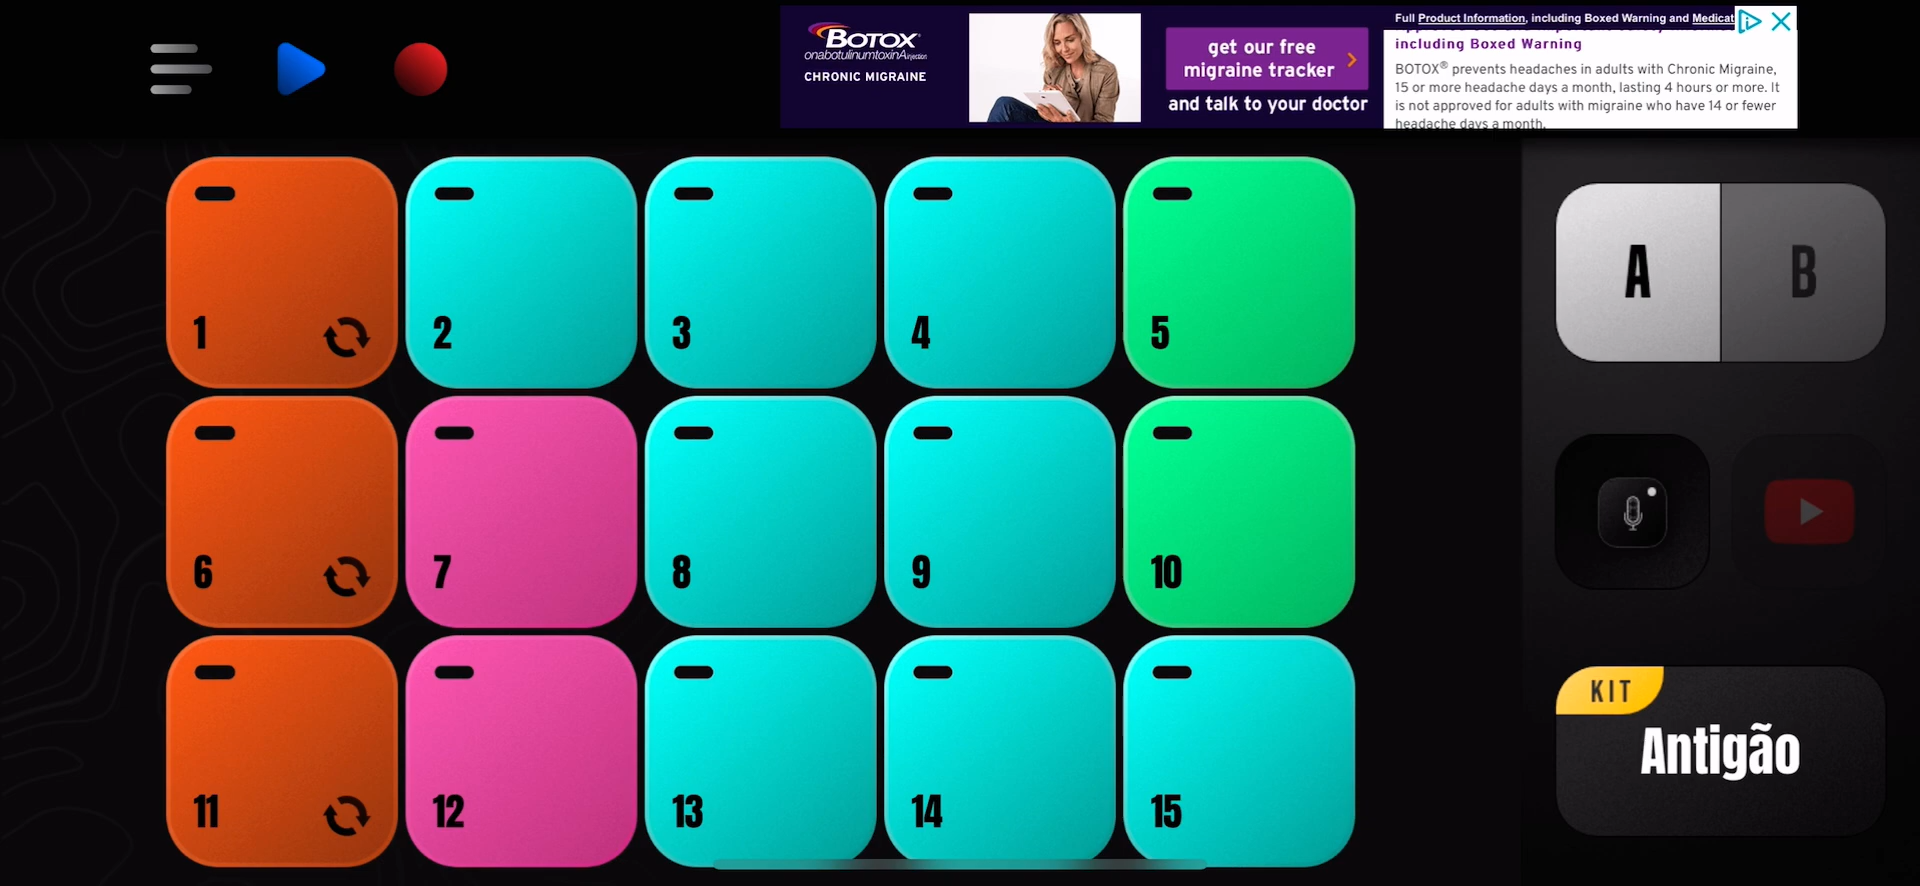 BOTOX®
onabotulinumtoxinA injection
CHRONIC MIGRAINE
get our free
migraine tracker
and talk to your doctor
Full Product Information, including Boxed Warning and Medicat
including Boxed Warning
BOTOX® prevents headaches in adults with Chronic Migraine,
15 or more headache days a month, lasting 4 hours or more. It
is not approved for adults with migraine who have 14 or fewer
headache days a month.
1
2
3
4
5
A
B
6
7
8
9
10
KIT
Antigão
11
12
13
14
15